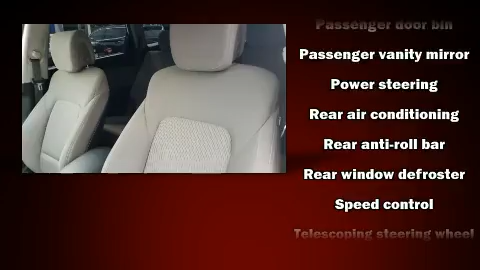 Passenger door bin
Passenger vanity mirror
Power steering
Rear air conditioning
Rear anti-roll bar
Rear window defroster
Speed control
Telescoping steering wheel